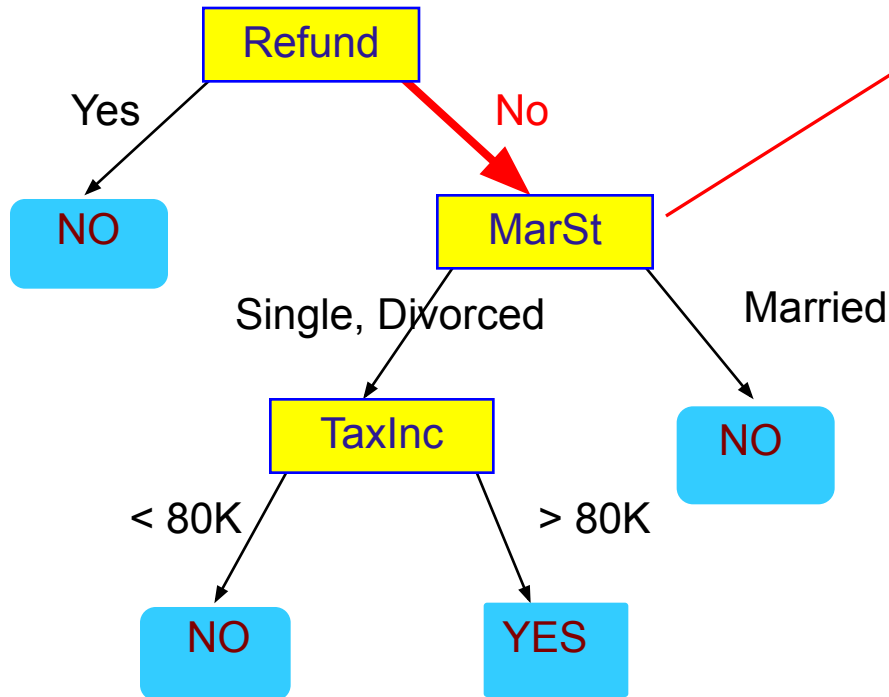 Refund
Yes
No
NO
MarSt
Single, Divorced
Married
TaxInc
NO
< 80K
> 80K
NO
YES